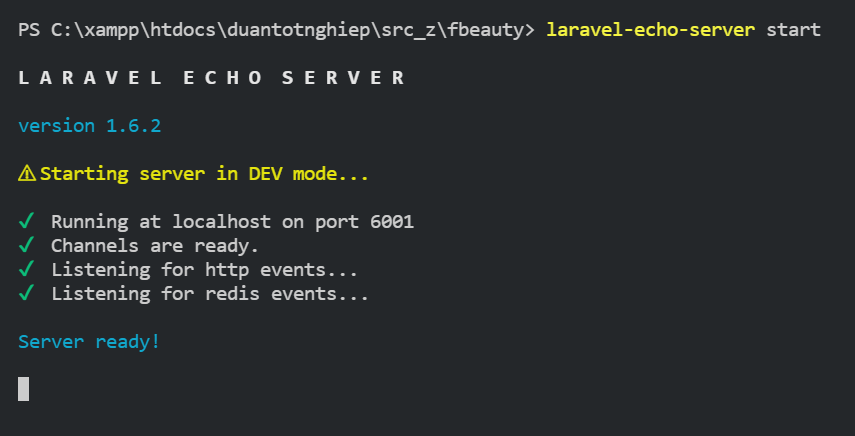 PS C:\xampp\htdocs\duantotnghiep\src_z\fbeauty> laravel-echo-server start
L A R A V E L  E C H O  S E R V E R
version 1.6.2
⚠ Starting server in DEV mode...
✓ Running at localhost on port 6001
✓ Channels are ready.
✓ Listening for http events...
✓ Listening for redis events...
Server ready!